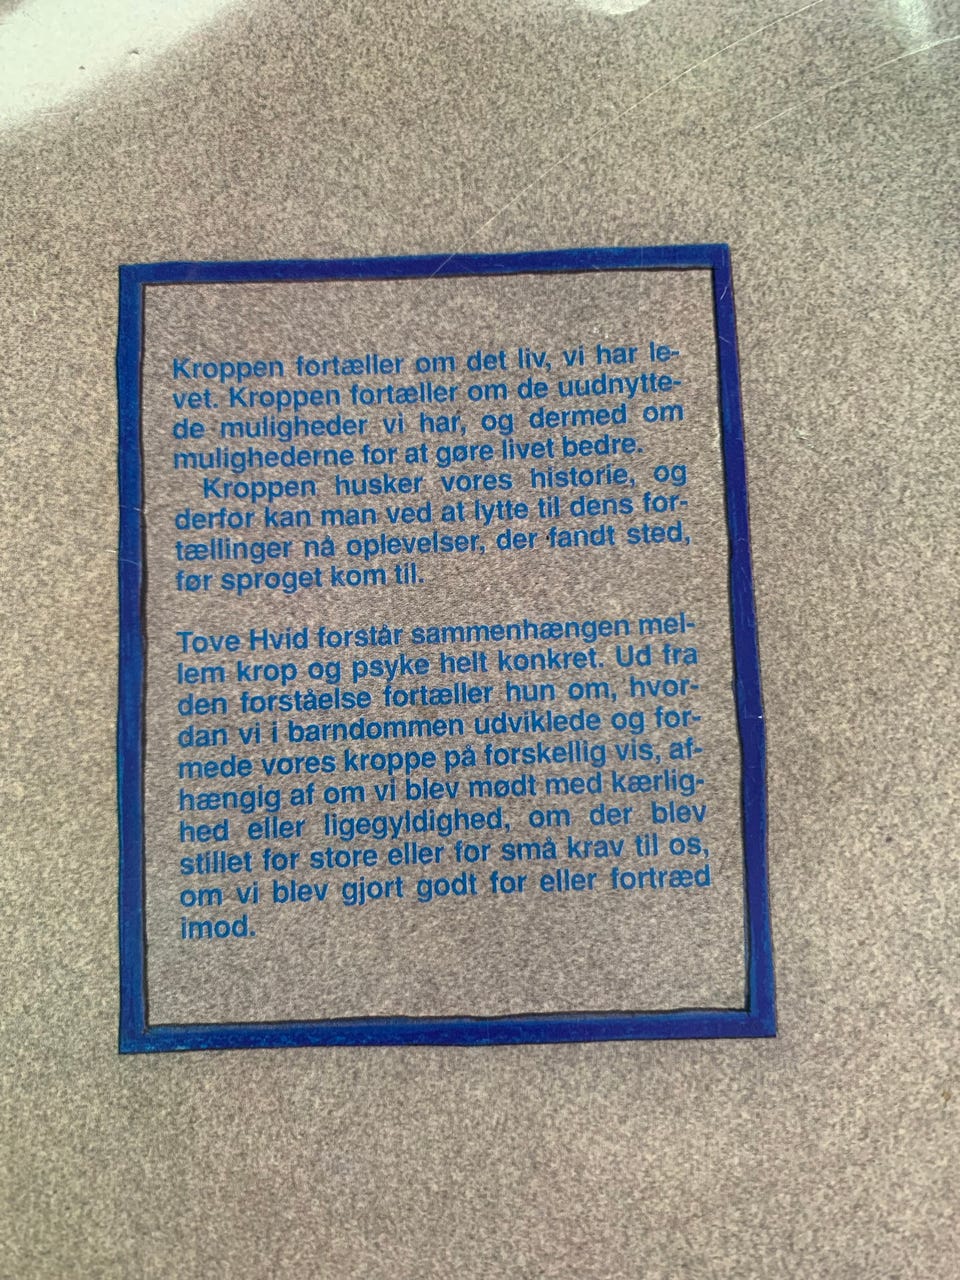 Kroppen fortæller om det liv, vi har le-
vet. Kroppen fortæller om de uudnytte-
de muligheder vi har, og dermed om
mulighederne for at gøre livet bedre.
Kroppen husker vores historie, og
derfor kan man ved at lytte til dens for-
tællinger nå oplevelser, der fandt sted,
før sproget kom til.
Tove Hvid forstår sammenhængen mel-
lem krop og psyke helt konkret. Ud fra
den forståelse fortæller hun om, hvor-
dan vi i barndommen udviklede og for-
mede vores kroppe på forskellig vis, af-
hængig af om vi blev mødt med kærlig-
hed eller ligegyldighed, om der blev
stillet for store eller for små krav til os,
om vi blev gjort godt for eller fortræd
imod.